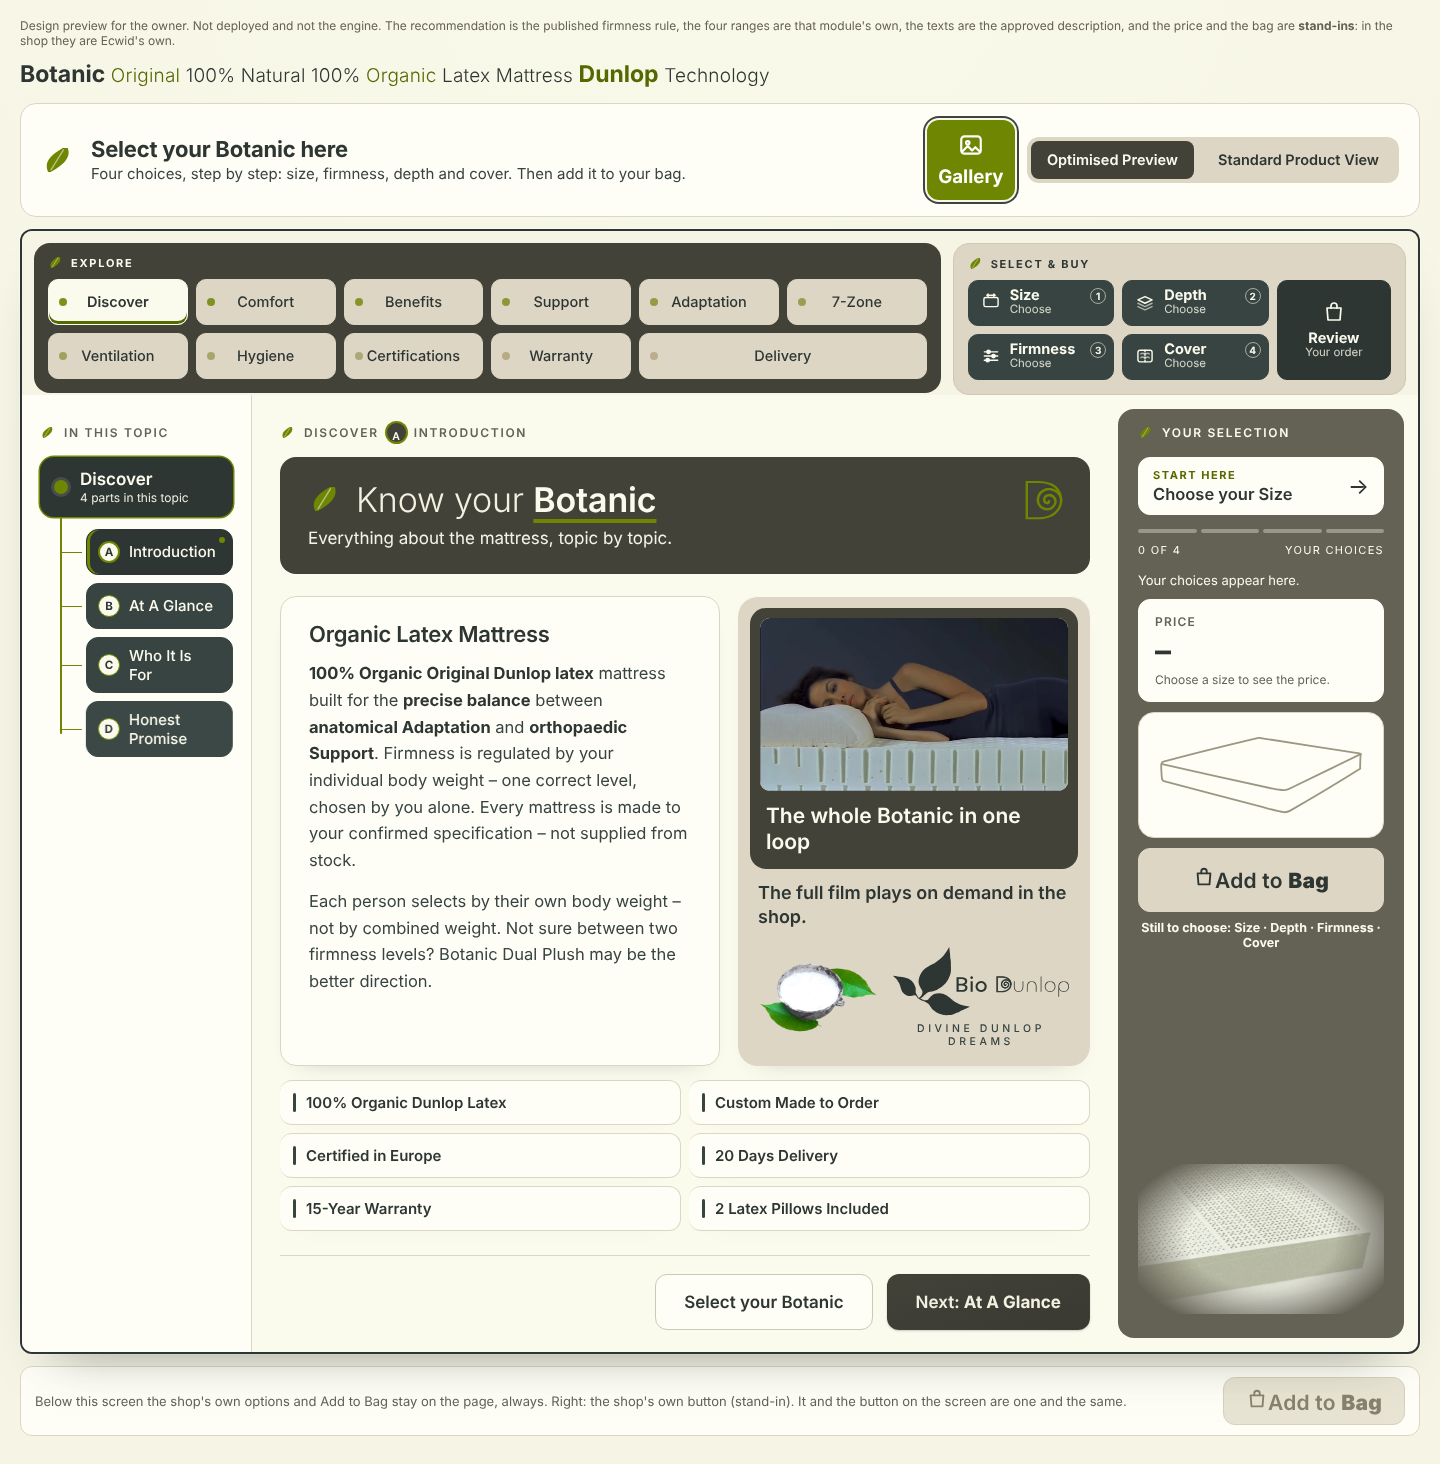 Design preview for the owner. Not deployed and not the engine. The recommendation is the published firmness rule, the four ranges are that module's own, the texts are the approved description, and the price and the bag are stand-ins: in the
shop they are Ecwid's own.
Botanic Original 100% Natural 100% Organic Latex Mattress Dunlop Technology
Select your Botanic here
Four choices, step by step: size, firmness, depth and cover. Then add it to your bag.
Gallery
Optimised Preview
Standard Product View
EXPLORE
Discover
Comfort
Benefits
Support
Adaptation
7-Zone
Ventilation
Hygiene
Certifications
Warranty
Delivery
SELECT & BUY
Size
Choose
1
Depth
Choose
2
Firmness
Choose
3
Cover
Choose
4
Review
Your order
IN THIS TOPIC
Discover
4 parts in this topic
A Introduction
B At A Glance
C Who It Is
For
D Honest
Promise
DISCOVER A INTRODUCTION
Know your Botanic
Everything about the mattress, topic by topic.
Organic Latex Mattress
100% Organic Original Dunlop latex mattress
built for the precise balance between
anatomical Adaptation and orthopaedic
Support. Firmness is regulated by your
individual body weight – one correct level,
chosen by you alone. Every mattress is made to
your confirmed specification – not supplied from
stock.
Each person selects by their own body weight –
not by combined weight. Not sure between two
firmness levels? Botanic Dual Plush may be the
better direction.
The whole Botanic in one
loop
The full film plays on demand in the
shop.
Bio Dunlop
DIVINE DUNLOP
DREAMS
100% Organic Dunlop Latex
Custom Made to Order
Certified in Europe
20 Days Delivery
15-Year Warranty
2 Latex Pillows Included
Select your Botanic
Next: At A Glance
YOUR SELECTION
START HERE
Choose your Size
0 OF 4
YOUR CHOICES
Your choices appear here.
PRICE
–
Choose a size to see the price.
Add to Bag
Still to choose: Size · Depth · Firmness ·
Cover
Below this screen the shop's own options and Add to Bag stay on the page, always. Right: the shop's own button (stand-in). It and the button on the screen are one and the same.
Add to Bag